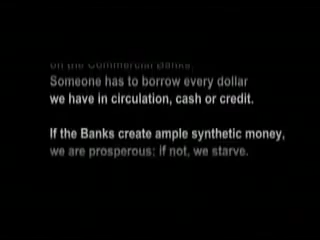 on the Commercial Banks.
Someone has to borrow every dollar
we have in circulation, cash or credit.
If the Banks create ample synthetic money,
we are prosperous; if not, we starve.